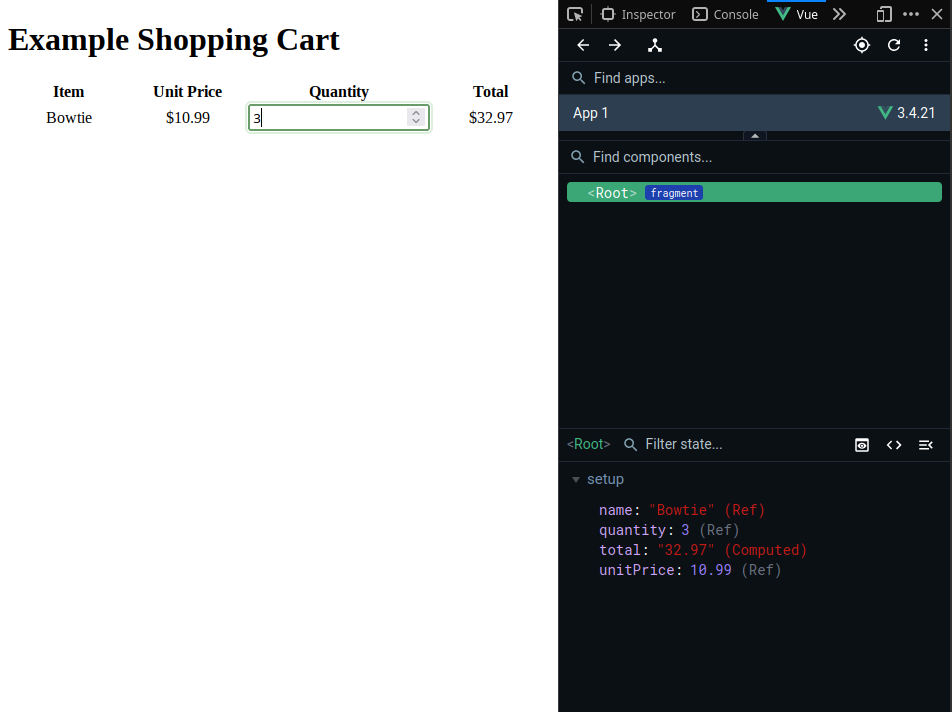 Example Shopping Cart
Item Unit Price Quantity Total
Bowtie $10.99 3 $32.97
Inspector Console Vue
Find apps...
App 1 3.4.21
Find components...
<Root> fragment
<Root> Filter state...
setup
name: "Bowtie" (Ref)
quantity: 3 (Ref)
total: "32.97" (Computed)
unitPrice: 10.99 (Ref)